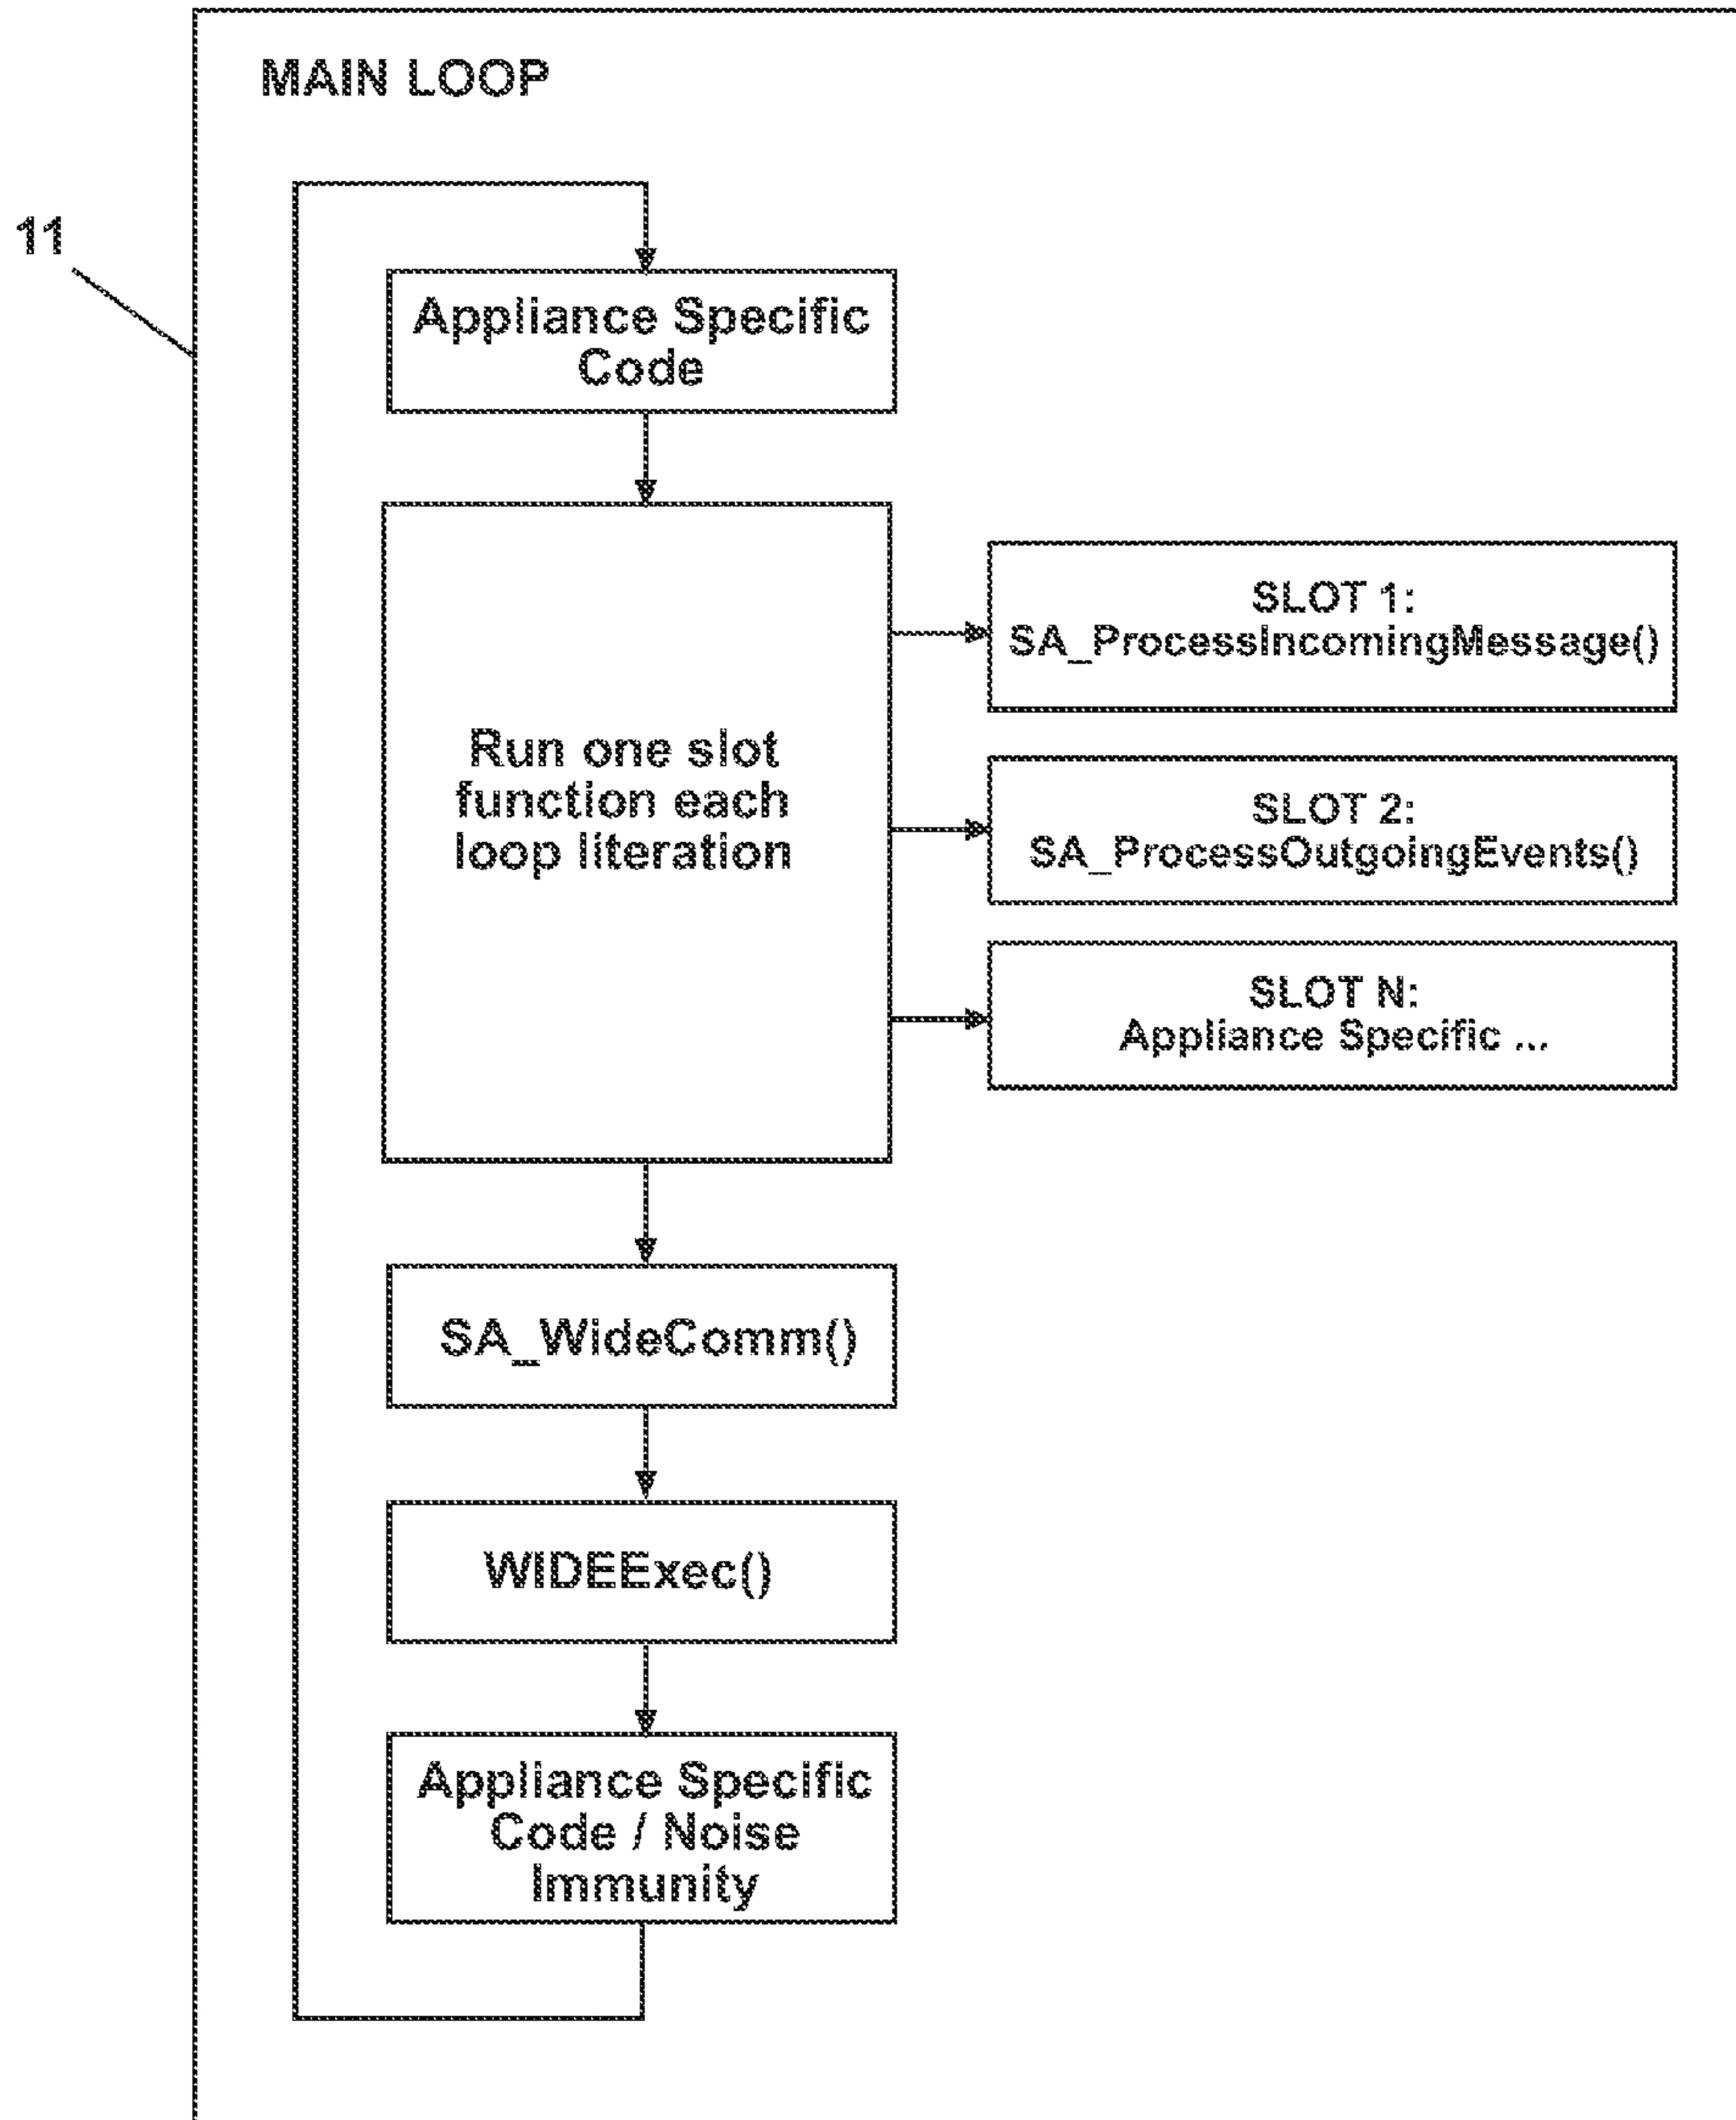 MAIN LOOP
11
Appliance Specific
Code
Run one slot
function each
loop literation
SLOT 1:
SA_ProcessIncomingMessage()
SLOT 2:
SA_ProcessOutgoingEvents()
SLOT N:
Appliance Specific ...
SA_WideComm()
WIDEExec()
Appliance Specific
Code / Noise
Immunity